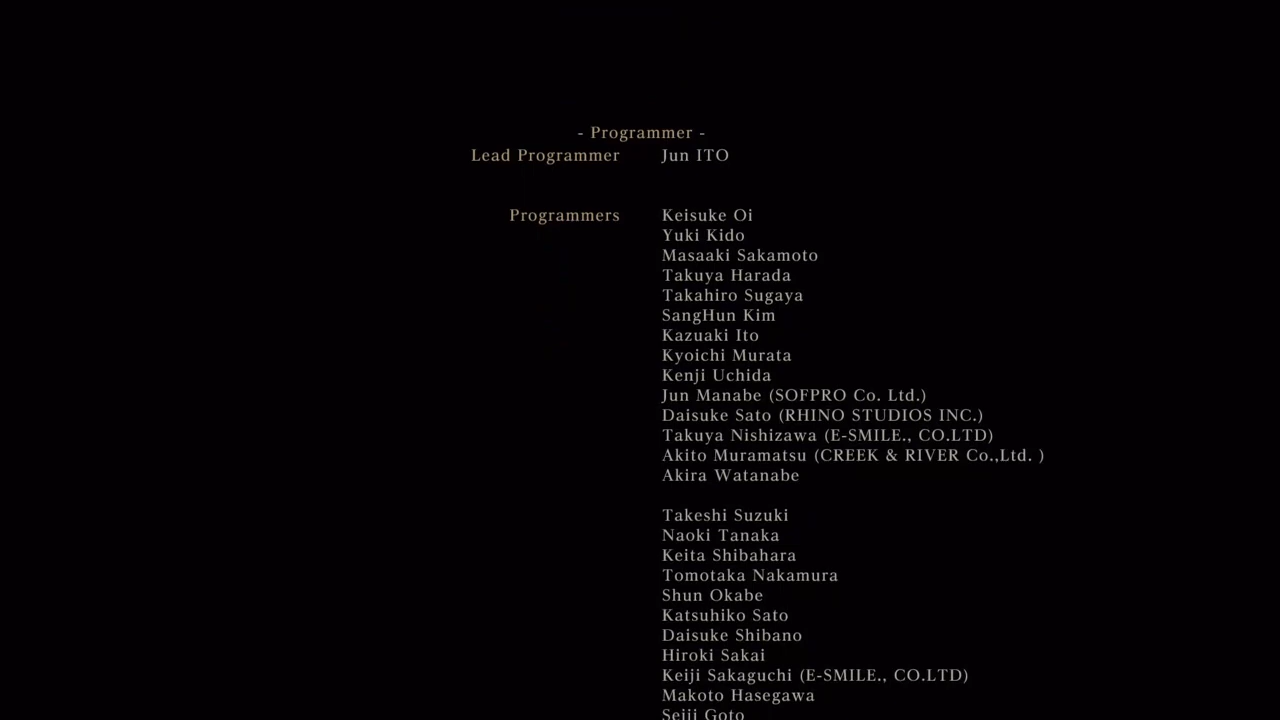 - Programmer -
Lead Programmer Jun ITO
Programmers Keisuke Oi
Yuki Kido
Masaaki Sakamoto
Takuya Harada
Takahiro Sugaya
SangHun Kim
Kazuaki Ito
Kyoichi Murata
Kenji Uchida
Jun Manabe (SOFPRO Co. Ltd.)
Daisuke Sato (RHINO STUDIOS INC.)
Takuya Nishizawa (E-SMILE., CO.LTD)
Akito Muramatsu (CREEK & RIVER Co.,Ltd. )
Akira Watanabe
Takeshi Suzuki
Naoki Tanaka
Keita Shibahara
Tomotaka Nakamura
Shun Okabe
Katsuhiko Sato
Daisuke Shibano
Hiroki Sakai
Keiji Sakaguchi (E-SMILE., CO.LTD)
Makoto Hasegawa
Seiji Goto